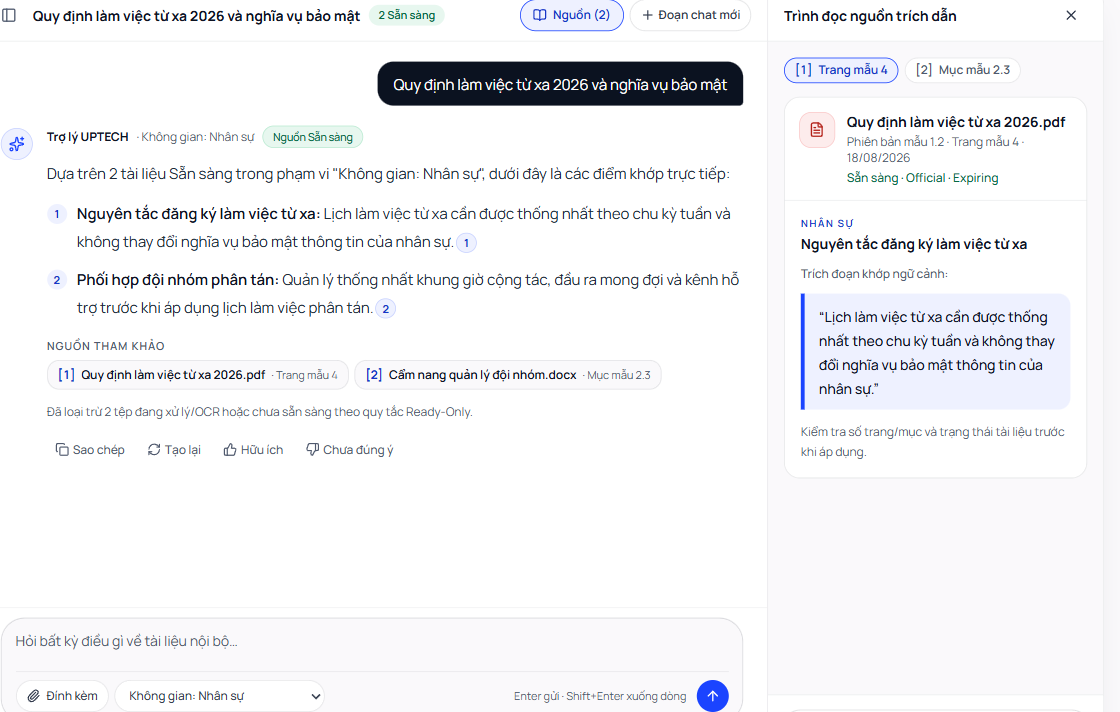 Quy định làm việc từ xa 2026 và nghĩa vụ bảo mật
2 Sẵn sàng
Nguồn (2)
Đoạn chat mới
Quy định làm việc từ xa 2026 và nghĩa vụ bảo mật
Trợ lý UPTECH · Không gian: Nhân sự Nguồn Sẵn sàng
Dựa trên 2 tài liệu Sẵn sàng trong phạm vi "Không gian: Nhân sự", dưới đây là các điểm khớp trực tiếp:
1 Nguyên tắc đăng ký làm việc từ xa: Lịch làm việc từ xa cần được thống nhất theo chu kỳ tuần và
không thay đổi nghĩa vụ bảo mật thông tin của nhân sự. 1
2 Phối hợp đội nhóm phân tán: Quản lý thống nhất khung giờ cộng tác, đầu ra mong đợi và kênh hỗ
trợ trước khi áp dụng lịch làm việc phân tán. 2
NGUỒN THAM KHẢO
[1] Quy định làm việc từ xa 2026.pdf · Trang mẫu 4
[2] Cẩm nang quản lý đội nhóm.docx · Mục mẫu 2.3
Đã loại trừ 2 tệp đang xử lý/OCR hoặc chưa sẵn sàng theo quy tắc Ready-Only.
Sao chép
Tạo lại
Hữu ích
Chưa đúng ý
Hỏi bất kỳ điều gì về tài liệu nội bộ...
Đính kèm
Không gian: Nhân sự
Enter gửi · Shift+Enter xuống dòng
Trình đọc nguồn trích dẫn
[1] Trang mẫu 4
[2] Mục mẫu 2.3
Quy định làm việc từ xa 2026.pdf
Phiên bản mẫu 1.2 · Trang mẫu 4 ·
18/08/2026
Sẵn sàng · Official · Expiring
NHÂN SỰ
Nguyên tắc đăng ký làm việc từ xa
Trích đoạn khớp ngữ cảnh:
“Lịch làm việc từ xa cần được thống
nhất theo chu kỳ tuần và không thay
đổi nghĩa vụ bảo mật thông tin của
nhân sự.”
Kiểm tra số trang/mục và trạng thái tài liệu trước
khi áp dụng.